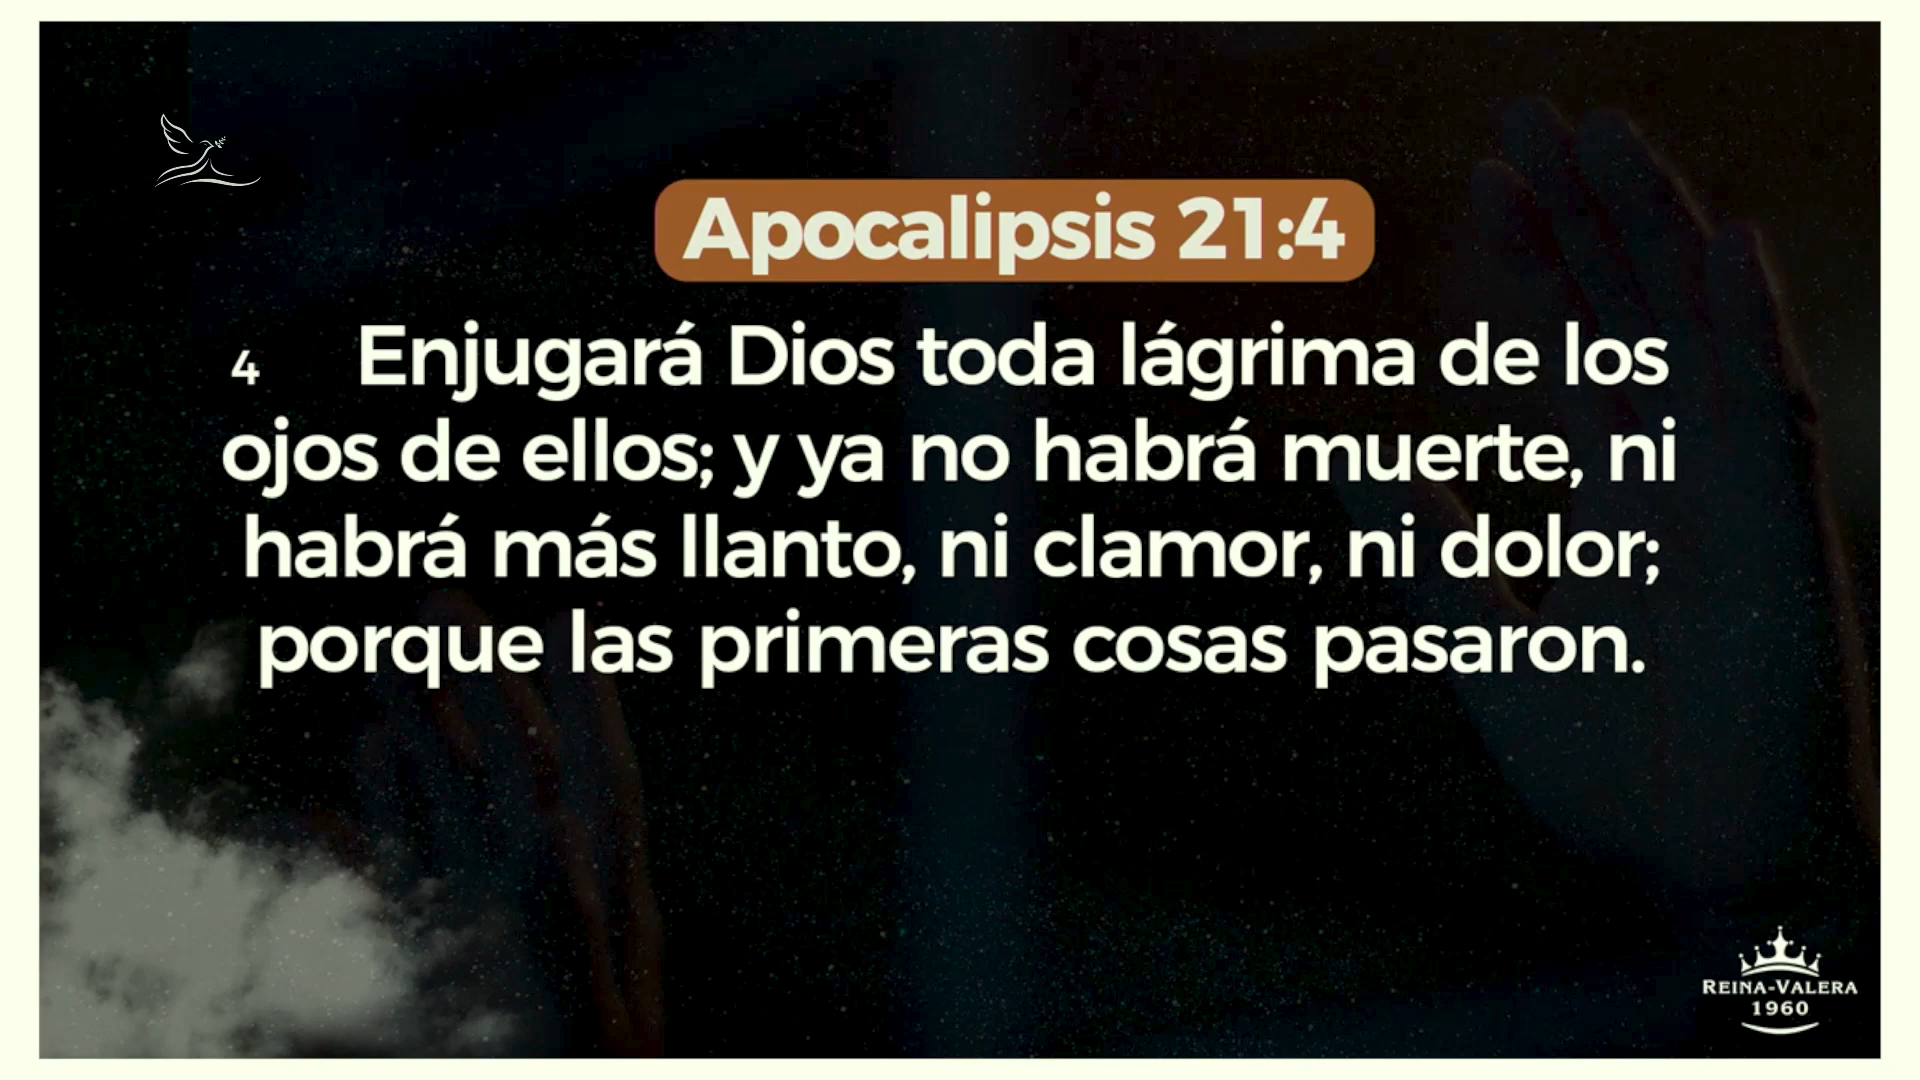 Apocalipsis 21:4
4 Enjugará Dios toda lágrima de los
ojos de ellos; y ya no habrá muerte, ni
habrá más llanto, ni clamor, ni dolor;
porque las primeras cosas pasaron.
REINA-VALERA
1960